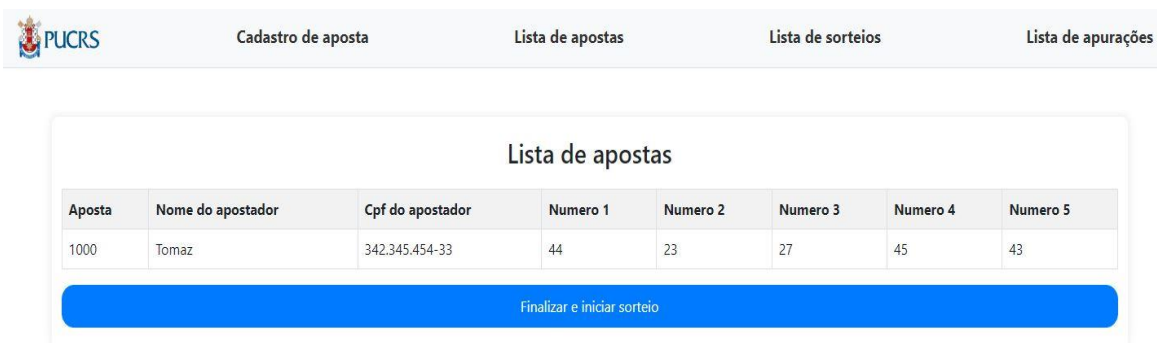 PUCRS Cadastro de aposta Lista de apostas Lista de sorteios Lista de apurações
Lista de apostas
Aposta Nome do apostador Cpf do apostador Numero 1 Numero 2 Numero 3 Numero 4 Numero 5
1000 Tomaz 342.345.454-33 44 23 27 45 43
Finalizar e iniciar sorteio